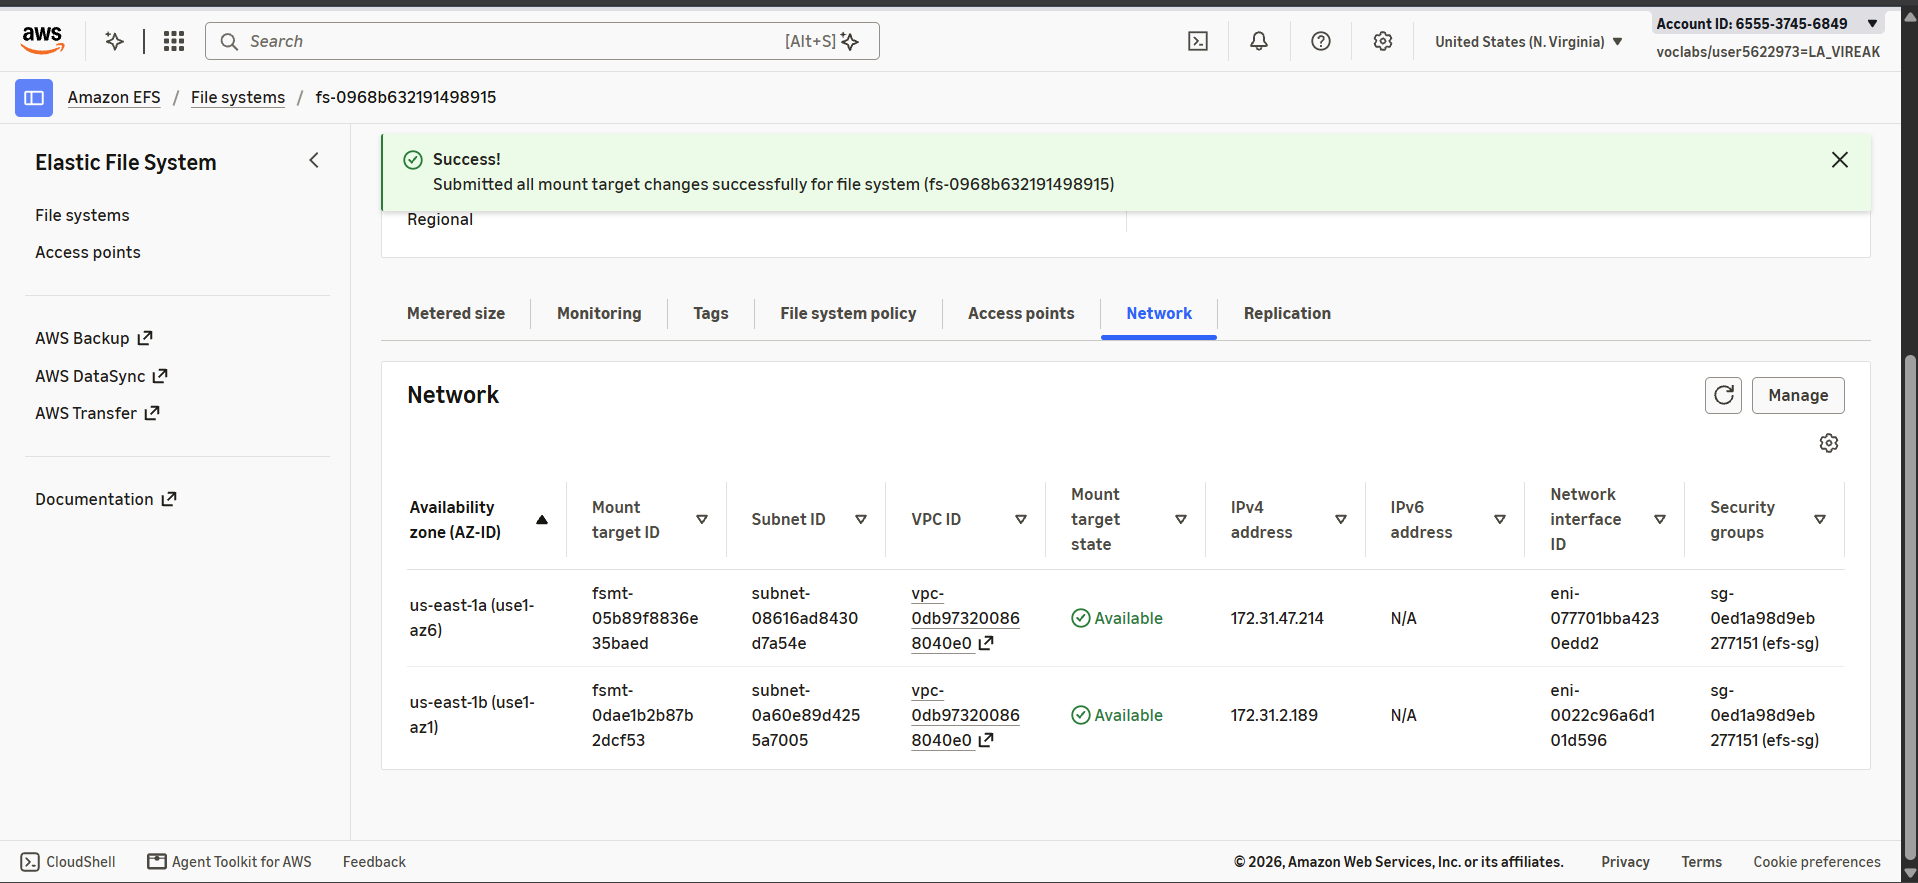 aws
Search
[Alt+S]
United States (N. Virginia)
Account ID: 6555-3745-6849
voclabs/user5622973=LA_VIREAK
Amazon EFS / File systems / fs-0968b632191498915
Elastic File System
File systems
Access points
AWS Backup
AWS DataSync
AWS Transfer
Documentation
Success!
Submitted all mount target changes successfully for file system (fs-0968b632191498915)
Regional
Metered size
Monitoring
Tags
File system policy
Access points
Network
Replication
Network
Manage
Availability
zone (AZ-ID)
Mount
target ID
Subnet ID
VPC ID
Mount
target
state
IPv4
address
IPv6
address
Network
interface
ID
Security
groups
us-east-1a (use1-
az6)
fsmt-
05b89f8836e
35baed
subnet-
08616ad8430
d7a54e
vpc-
0db97320086
8040e0
Available
172.31.47.214
N/A
eni-
077701bba423
0edd2
sg-
0ed1a98d9eb
277151 (efs-sg)
us-east-1b (use1-
az1)
fsmt-
0dae1b2b87b
2dcf53
subnet-
0a60e89d425
5a7005
vpc-
0db97320086
8040e0
Available
172.31.2.189
N/A
eni-
0022c96a6d1
01d596
sg-
0ed1a98d9eb
277151 (efs-sg)
CloudShell
Agent Toolkit for AWS
Feedback
© 2026, Amazon Web Services, Inc. or its affiliates.
Privacy
Terms
Cookie preferences